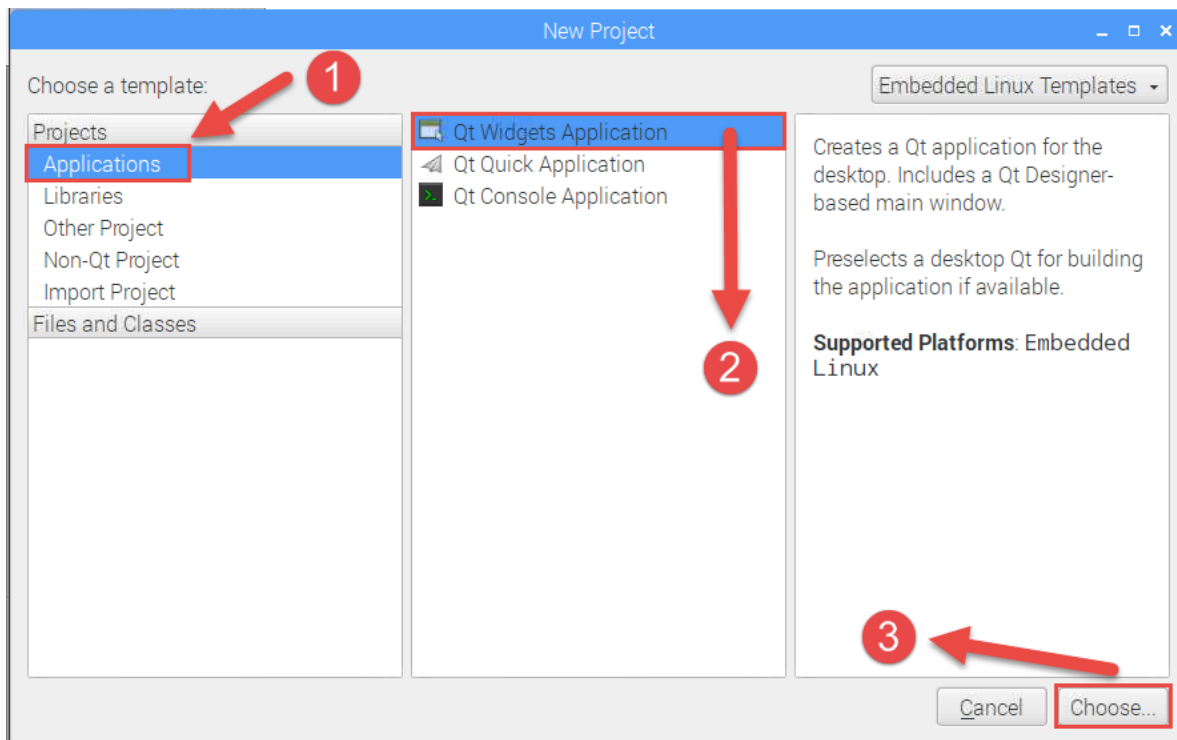 New Project
Choose a template:
1
Embedded Linux Templates
Projects
Applications
Libraries
Other Project
Non-Qt Project
Import Project
Files and Classes
Qt Widgets Application
Qt Quick Application
Qt Console Application
2
Creates a Qt application for the
desktop. Includes a Qt Designer-
based main window.
Preselects a desktop Qt for building
the application if available.
Supported Platforms: Embedded
Linux
3
Cancel
Choose...